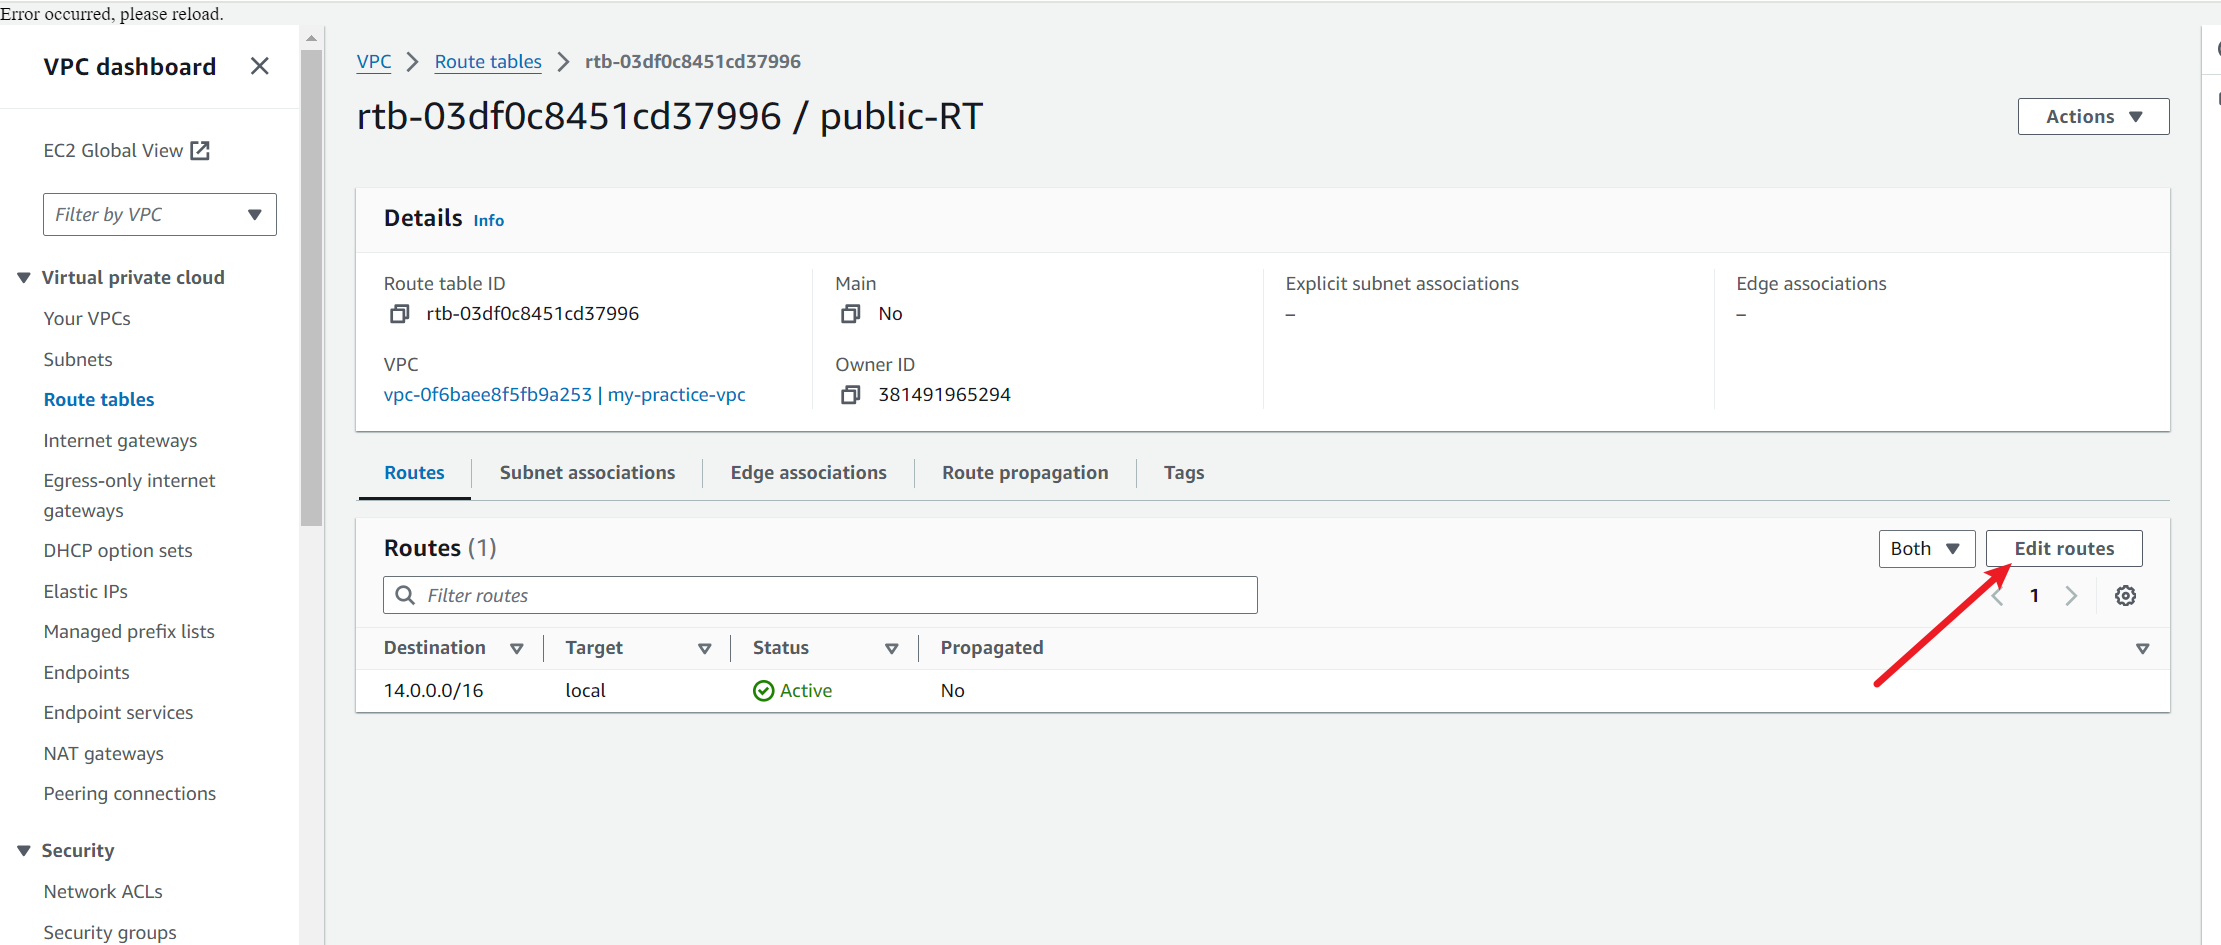 Error occurred, please reload.
VPC dashboard
EC2 Global View
Filter by VPC
Virtual private cloud
Your VPCs
Subnets
Route tables
Internet gateways
Egress-only internet
gateways
DHCP option sets
Elastic IPs
Managed prefix lists
Endpoints
Endpoint services
NAT gateways
Peering connections
Security
Network ACLs
Security groups
VPC Route tables rtb-03df0c8451cd37996
rtb-03df0c8451cd37996 / public-RT
Actions
Details Info
Route table ID
rtb-03df0c8451cd37996
Main
No
Explicit subnet associations
–
Edge associations
–
VPC
vpc-0f6baee8f5fb9a253 | my-practice-vpc
Owner ID
381491965294
Routes Subnet associations Edge associations Route propagation Tags
Routes (1)
Both Edit routes
Filter routes
1
Destination Target Status Propagated
14.0.0.0/16 local Active No